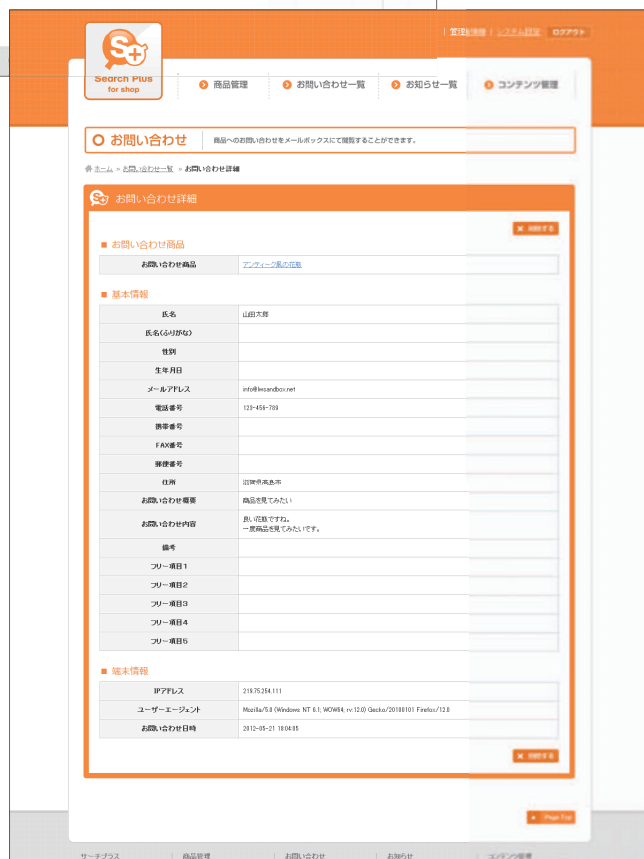 管理者情報 | システム設定 ログアウト
S+
Search Plus
for shop
商品管理 お問い合わせ一覧 お知らせ一覧 コンテンツ管理
お問い合わせ 商品へのお問い合わせをメールボックスにて閲覧することができます。
ホーム » お問い合わせ一覧 » お問い合わせ詳細
S+ お問い合わせ詳細
× 削除する
■ お問い合わせ商品
お問い合わせ商品 アンティーク風の花瓶
■ 基本情報
氏名 山田太郎
氏名(ふりがな)
性別
生年月日
メールアドレス info@lwsandbox.net
電話番号 123-456-789
携帯番号
FAX番号
郵便番号
住所 滋賀県高島市
お問い合わせ概要 商品を見てみたい
お問い合わせ内容 良い花瓶ですね。
一度商品を見てみたいです。
備考
フリー項目1
フリー項目2
フリー項目3
フリー項目4
フリー項目5
■ 端末情報
IPアドレス 219.75.254.111
ユーザーエージェント Mozilla/5.0 (Windows NT 6.1; WOW64; rv:12.0) Gecko/20100101 Firefox/12.0
お問い合わせ日時 2012-05-21 18:04:05
× 削除する
Page Top
サーチプラス 商品管理 お問い合わせ お知らせ コンテンツ管理